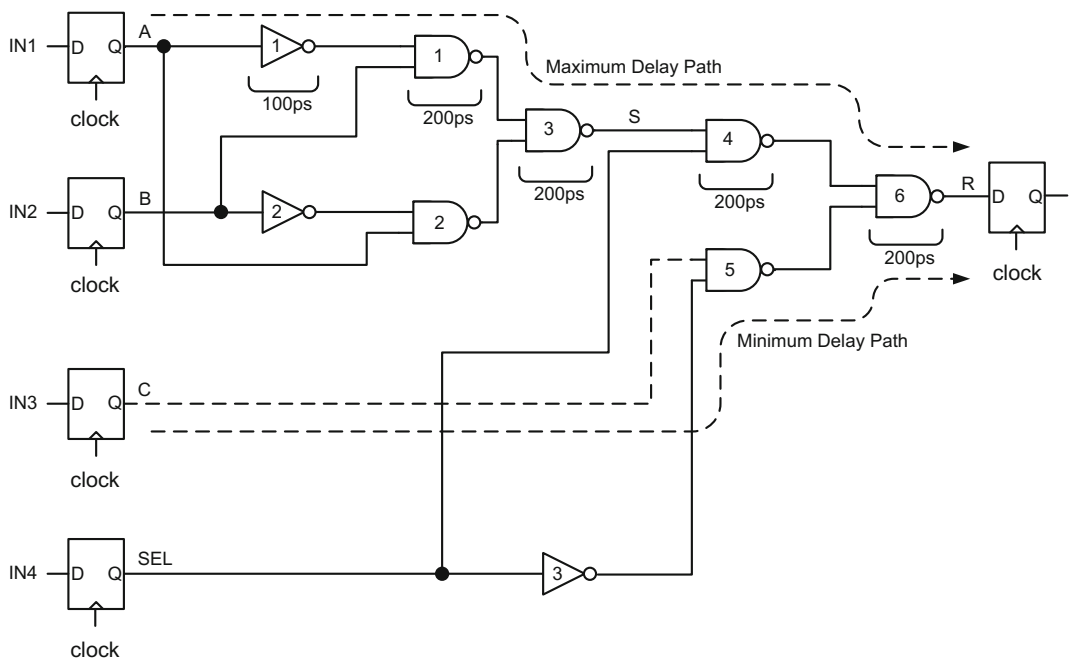 IN1
D
Q
clock
A
1
100ps
1
200ps
Maximum Delay Path
3
200ps
S
4
200ps
IN2
D
Q
clock
B
2
2
6
200ps
R
D
Q
clock
5
Minimum Delay Path
IN3
D
Q
clock
C
IN4
D
Q
clock
SEL
3